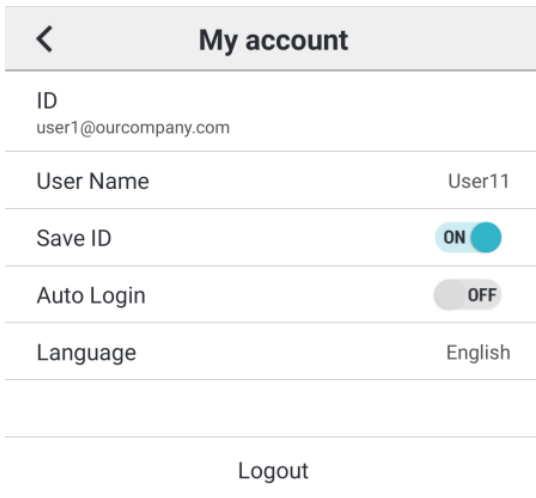 My account
ID
user1@ourcompany.com
User Name User11
Save ID ON
Auto Login OFF
Language English
Logout